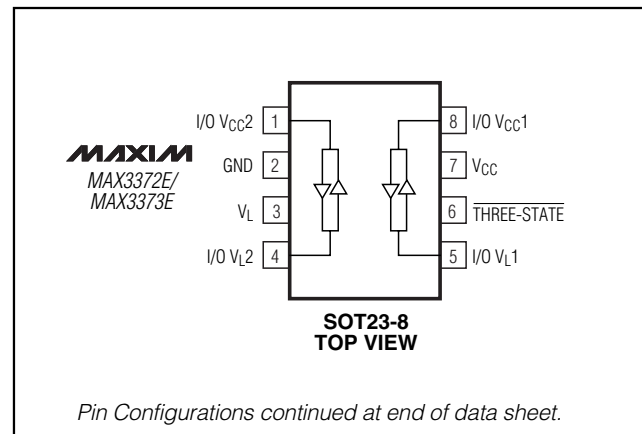 I/O VCC2 1
8 I/O VCC1
MAXIM
MAX3372E/
MAX3373E
GND 2
7 VCC
VL 3
6 THREE-STATE
I/O VL2 4
5 I/O VL1
SOT23-8
TOP VIEW
Pin Configurations continued at end of data sheet.